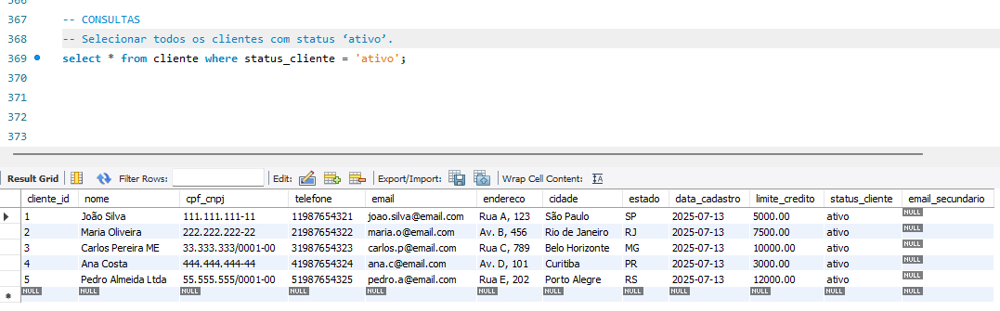 366
367 -- CONSULTAS
368 -- Selecionar todos os clientes com status ‘ativo’.
369 select * from cliente where status_cliente = 'ativo';
370
371
372
373
Result Grid Filter Rows: Edit: Export/Import: Wrap Cell Content:
cliente_id nome cpf_cnpj telefone email endereco cidade estado data_cadastro limite_credito status_cliente email_secundario
1 João Silva 111.111.111-11 11987654321 joao.silva@email.com Rua A, 123 São Paulo SP 2025-07-13 5000.00 ativo NULL
2 Maria Oliveira 222.222.222-22 21987654322 maria.o@email.com Av. B, 456 Rio de Janeiro RJ 2025-07-13 7500.00 ativo NULL
3 Carlos Pereira ME 33.333.333/0001-00 31987654323 carlos.p@email.com Rua C, 789 Belo Horizonte MG 2025-07-13 10000.00 ativo NULL
4 Ana Costa 444.444.444-44 41987654324 ana.c@email.com Av. D, 101 Curitiba PR 2025-07-13 3000.00 ativo NULL
5 Pedro Almeida Ltda 55.555.555/0001-00 51987654325 pedro.a@email.com Rua E, 202 Porto Alegre RS 2025-07-13 12000.00 ativo NULL
NULL NULL NULL NULL NULL NULL NULL NULL NULL NULL NULL NULL